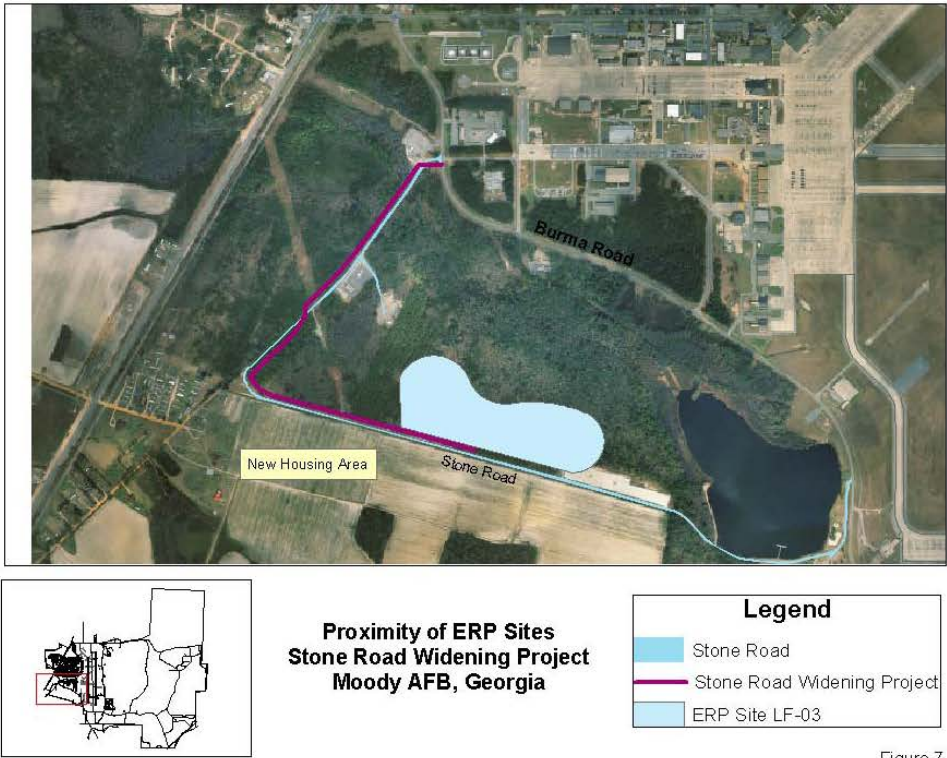 Burma Road
New Housing Area
Stone Road
Proximity of ERP Sites
Stone Road Widening Project
Moody AFB, Georgia
Legend
Stone Road
Stone Road Widening Project
ERP Site LF-03
Figure 7